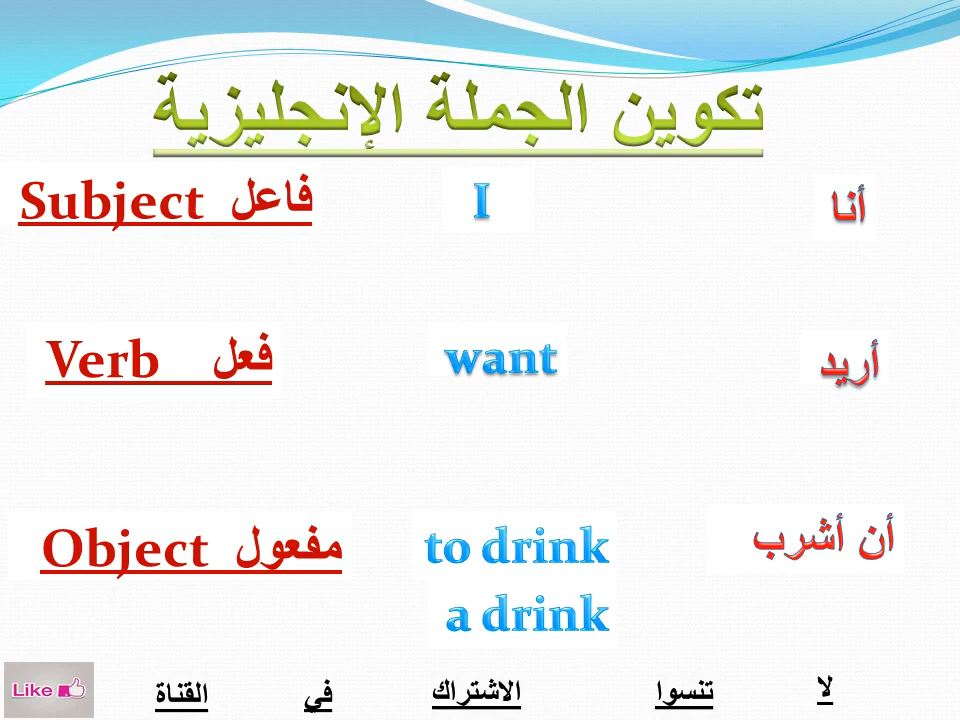 تكوين الجملة الإنجليزية
Subject فاعل I أنا
Verb فعل want أريد
Object مفعول to drink أن أشرب
a drink
Like لا تنسوا الاشتراك في القناة